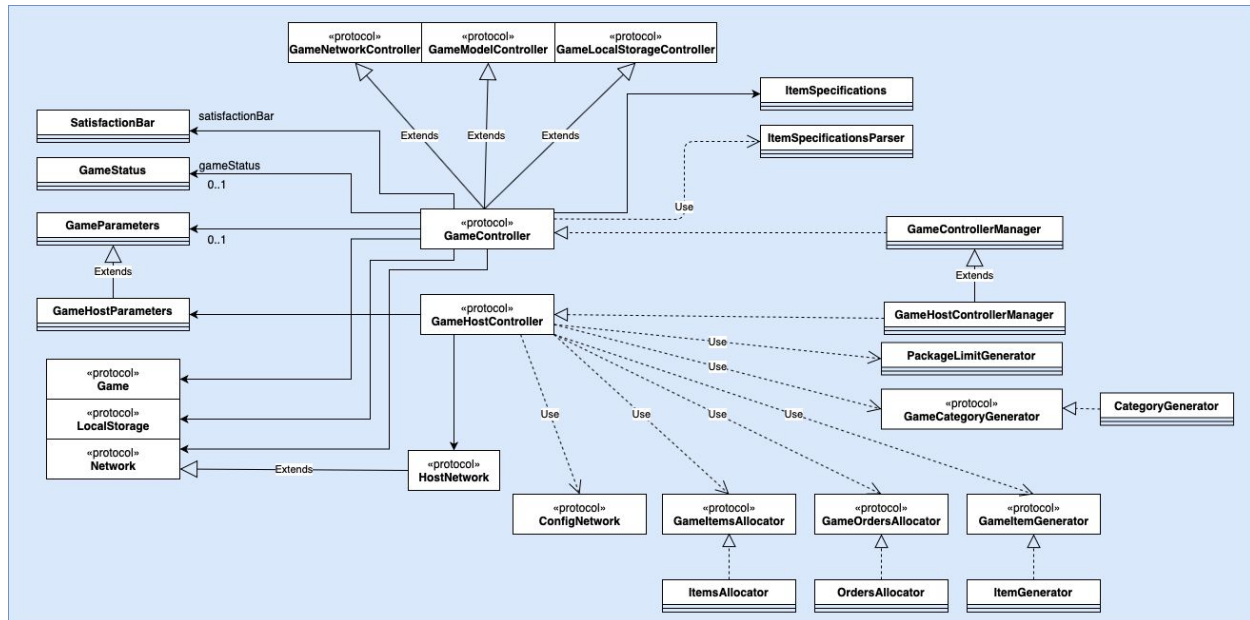 «protocol»
GameNetworkController
«protocol»
GameModelController
«protocol»
GameLocalStorageController
ItemSpecifications
SatisfactionBar
satisfactionBar
Extends
Extends
Extends
ItemSpecificationsParser
GameStatus
gameStatus
0..1
Use
GameParameters
0..1
«protocol»
GameController
GameControllerManager
Extends
Extends
GameHostParameters
«protocol»
GameHostController
GameHostControllerManager
Use
PackageLimitGenerator
Use
«protocol»
Game
«protocol»
GameCategoryGenerator
CategoryGenerator
«protocol»
LocalStorage
Use
Use
Use
Use
«protocol»
Network
Extends
«protocol»
HostNetwork
«protocol»
ConfigNetwork
«protocol»
GameItemsAllocator
«protocol»
GameOrdersAllocator
«protocol»
GameItemGenerator
ItemsAllocator
OrdersAllocator
ItemGenerator